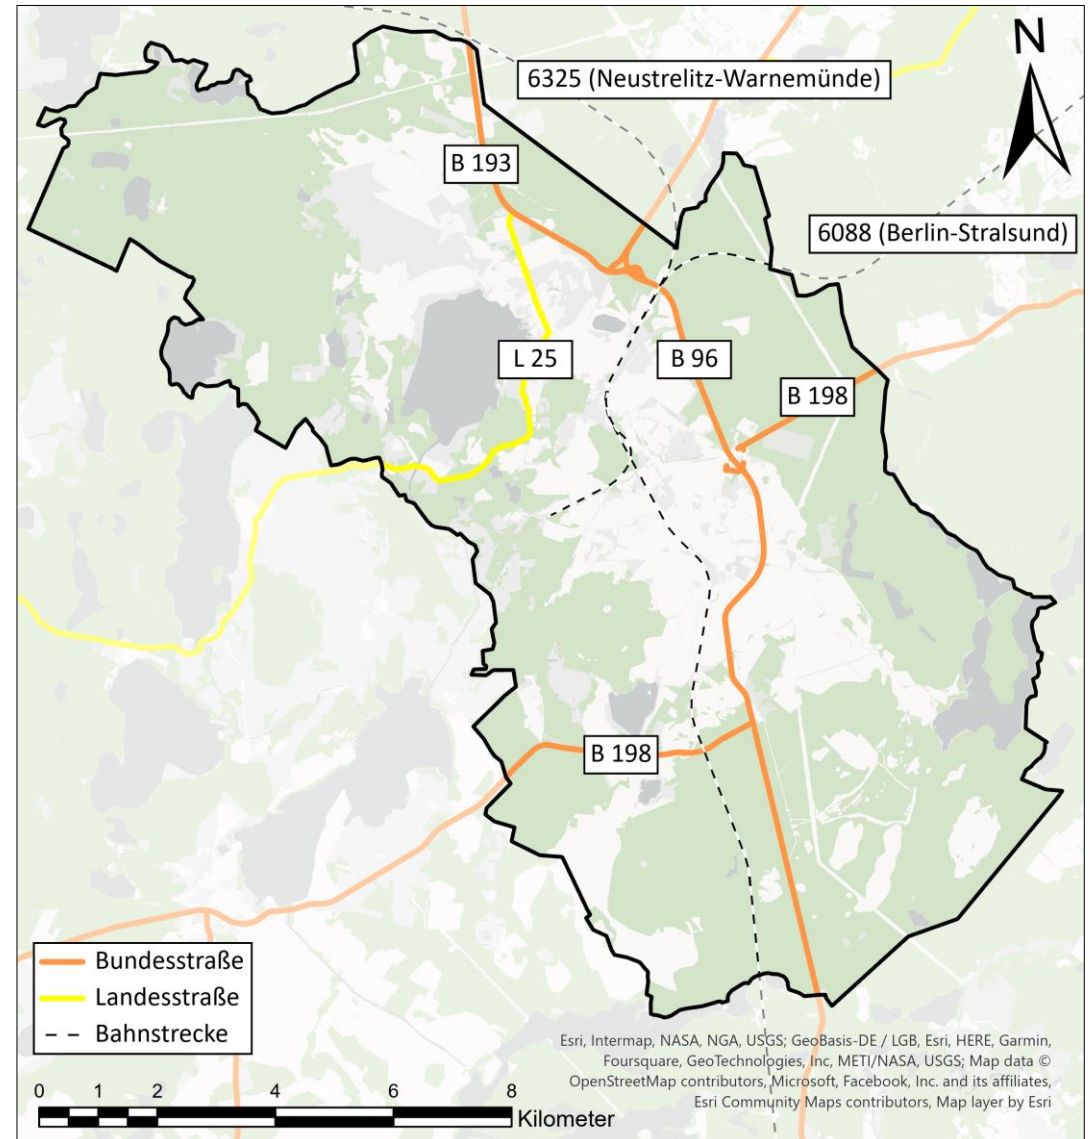 N
6325 (Neustrelitz-Warnemünde)
B 193
6088 (Berlin-Stralsund)
L 25
B 96
B 198
B 198
Bundesstraße
Landesstraße
Bahnstrecke
0 1 2 4 6 8
Kilometer
Esri, Intermap, NASA, NGA, USGS; GeoBasis-DE / LGB, Esri, HERE, Garmin,
Foursquare, GeoTechnologies, Inc, METI/NASA, USGS; Map data ©
OpenStreetMap contributors, Microsoft, Facebook, Inc. and its affiliates,
Esri Community Maps contributors, Map layer by Esri